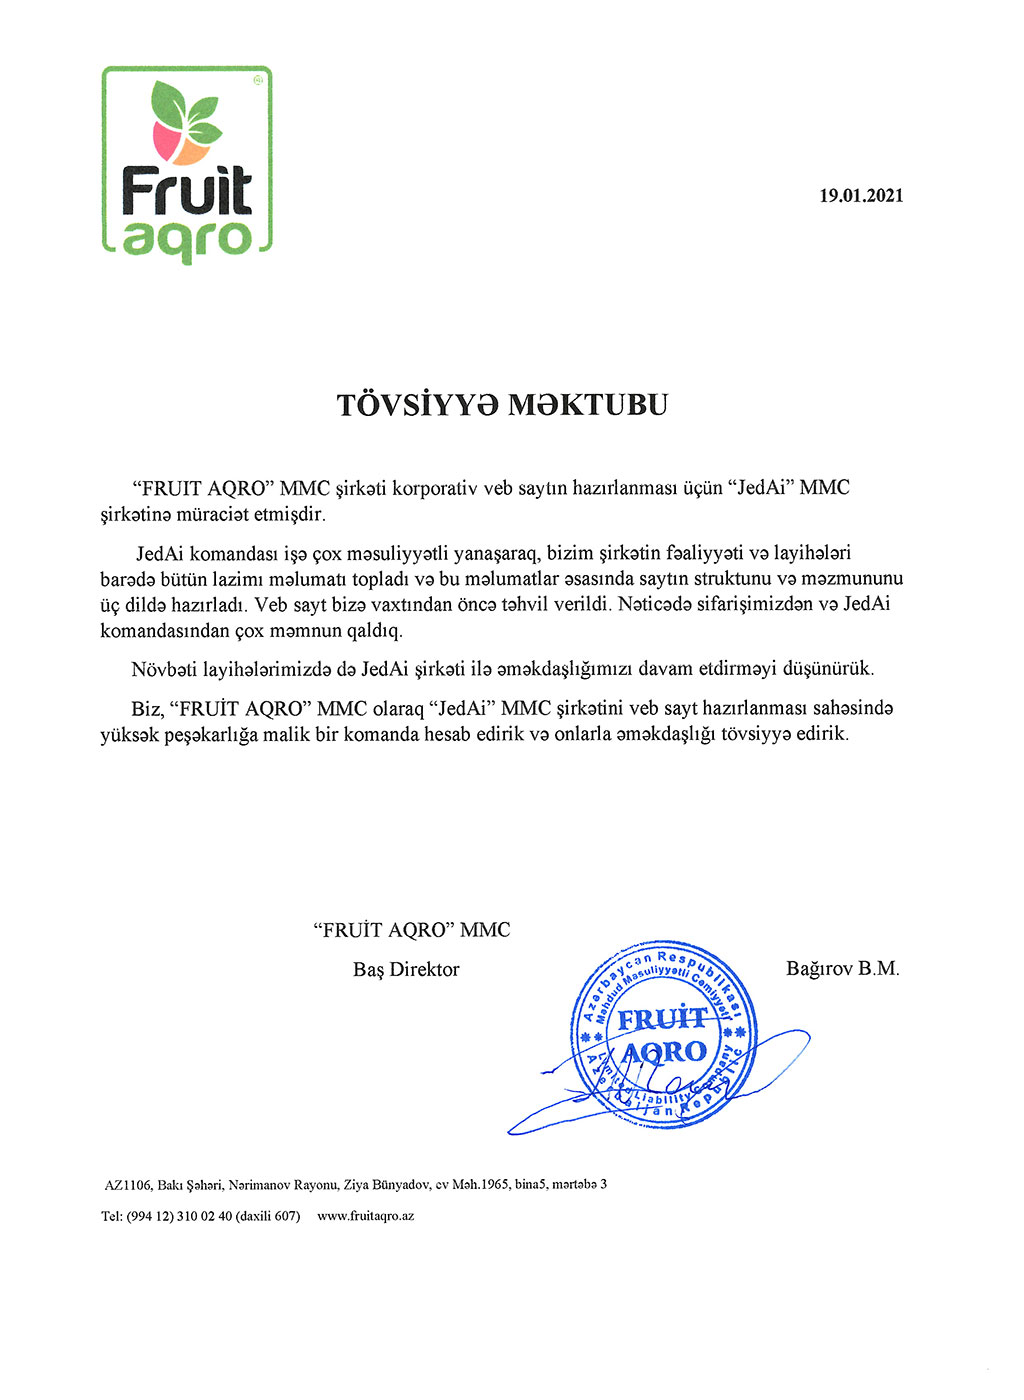 Fruit
aqro
19.01.2021
TÖVSİYYƏ MƏKTUBU
“FRUIT AQRO” MMC şirkəti korporativ veb saytın hazırlanması üçün “JedAi” MMC
şirkətinə müraciət etmişdir.
JedAi komandası işə çox məsuliyyətli yanaşaraq, bizim şirkətin fəaliyyəti və layihələri
barədə bütün lazimı məlumatı topladı və bu məlumatlar əsasında saytın struktunu və məzmununu
üç dildə hazırladı. Veb sayt bizə vaxtından öncə təhvil verildi. Nəticədə sifarişimizdən və JedAi
komandasından çox məmnun qaldıq.
Növbəti layihələrimizdə də JedAi şirkəti ilə əməkdaşlığımızı davam etdirməyi düşünürük.
Biz, “FRUİT AQRO” MMC olaraq “JedAi” MMC şirkətini veb sayt hazırlanması sahəsində
yüksək peşəkarlığa malik bir komanda hesab edirik və onlarla əməkdaşlığı tövsiyyə edirik.
“FRUİT AQRO” MMC
Baş Direktor
Bağırov B.M.
Azərbaycan Respublikası
Məhdud Məsuliyyətli Cəmiyyəti
FRUİT
AQRO
Limited Liability Company
Azerbaijan Republic
AZ1106, Bakı Şəhəri, Nərimanov Rayonu, Ziya Bünyadov, ev Məh.1965, bina5, mərtəbə 3
Tel: (994 12) 310 02 40 (daxili 607) www.fruitaqro.az